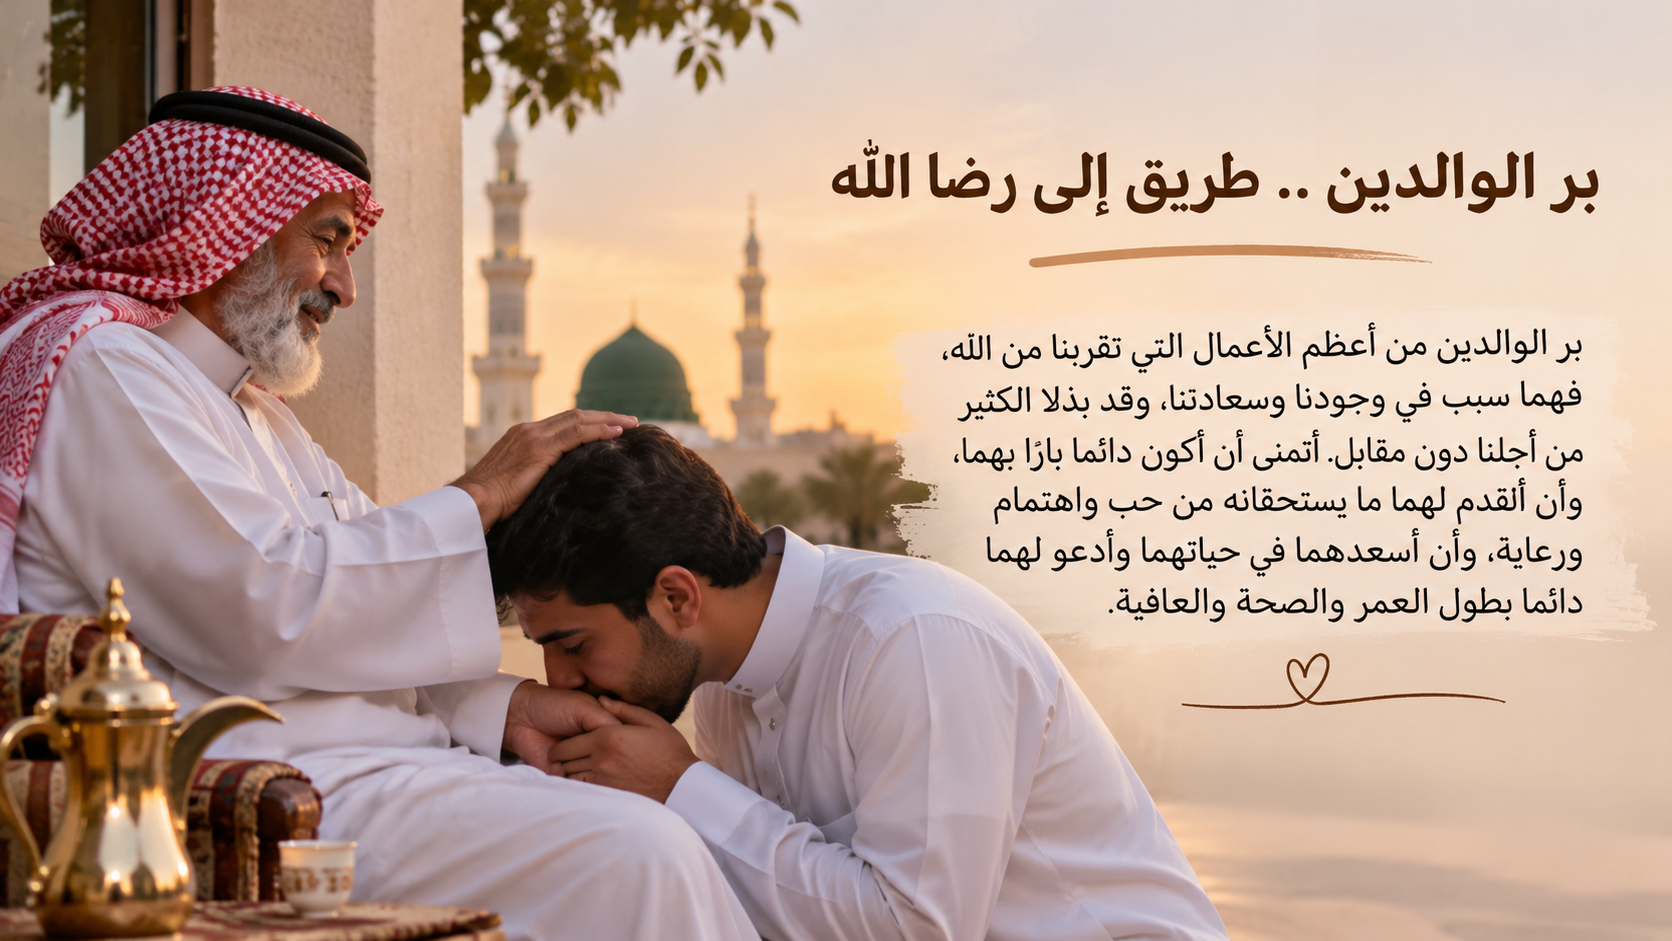 بر الوالدين .. طريق إلى رضا الله
بر الوالدين من أعظم الأعمال التي تقربنا من الله،
فهما سبب في وجودنا وسعادتنا، وقد بذلا الكثير
من أجلنا دون مقابل. أتمنى أن أكون دائما بارًا بهما،
وأن ألقدم لهما ما يستحقانه من حب واهتمام
ورعاية، وأن أسعدهما في حياتهما وأدعو لهما
دائما بطول العمر والصحة والعافية.